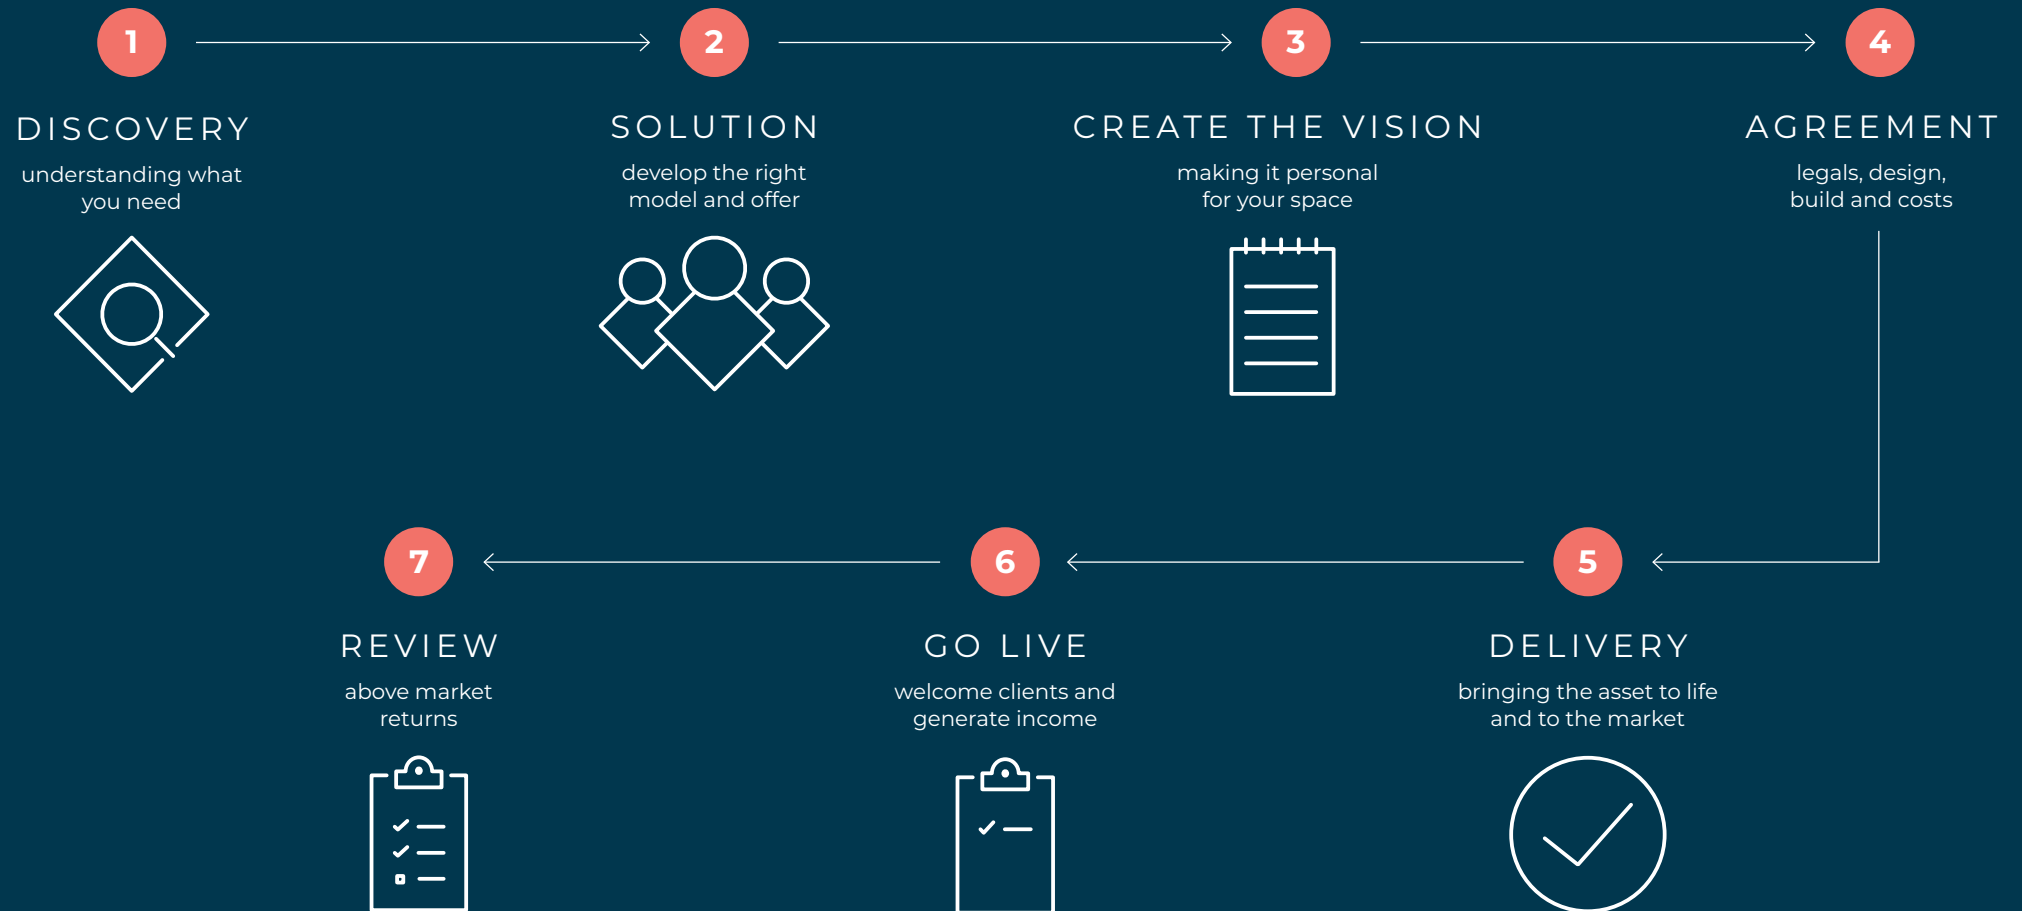 1
DISCOVERY
understanding what
you need
2
SOLUTION
develop the right
model and offer
3
CREATE THE VISION
making it personal
for your space
4
AGREEMENT
legals, design,
build and costs
5
DELIVERY
bringing the asset to life
and to the market
6
GO LIVE
welcome clients and
generate income
7
REVIEW
above market
returns